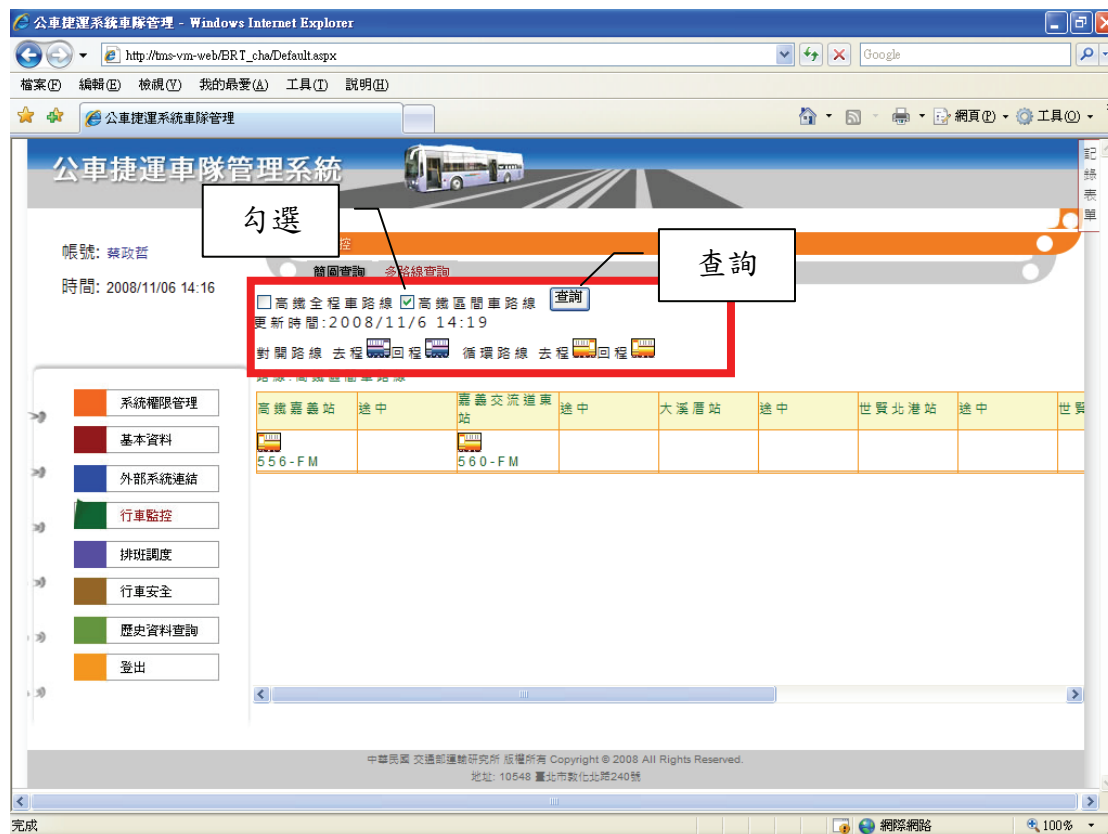 公車捷運系統車隊管理 - Windows Internet Explorer
http://tms-vm-web/BRT_cha/Default.aspx
Google
檔案(F) 編輯(E) 檢視(V) 我的最愛(A) 工具(T) 說明(H)
公車捷運系統車隊管理
網頁(P) 工具(O)
公車捷運車隊管理系統
記錄表單
勾選
查詢
帳號: 蔡政哲
時間: 2008/11/06 14:16
簡圖查詢 多路線查詢
高鐵全程車路線 高鐵區間車路線 查詢
更新時間:2008/11/6 14:19
對開路線 去程 回程 循環路線 去程 回程
路線:高鐵區間車路線
高鐵嘉義站 途中 嘉義交流道東站 途中 大溪厝站 途中 世賢北港站 途中 世賢
556-FM 560-FM
系統權限管理
基本資料
外部系統連結
行車監控
排班調度
行車安全
歷史資料查詢
登出
中華民國 交通部運輸研究所 版權所有 Copyright © 2008 All Rights Reserved.
地址: 10548 臺北市敦化北路240號
完成 網際網路 100%